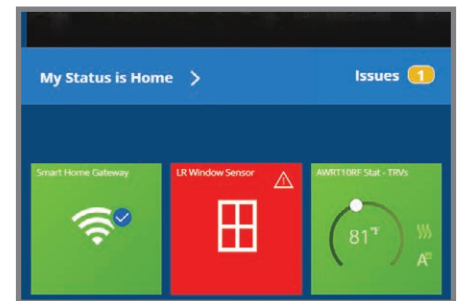 My Status is Home >
Issues 1
Smart Home Gateway
LR Window Sensor
AWRT10RF Stat - TRVs
81°F
A